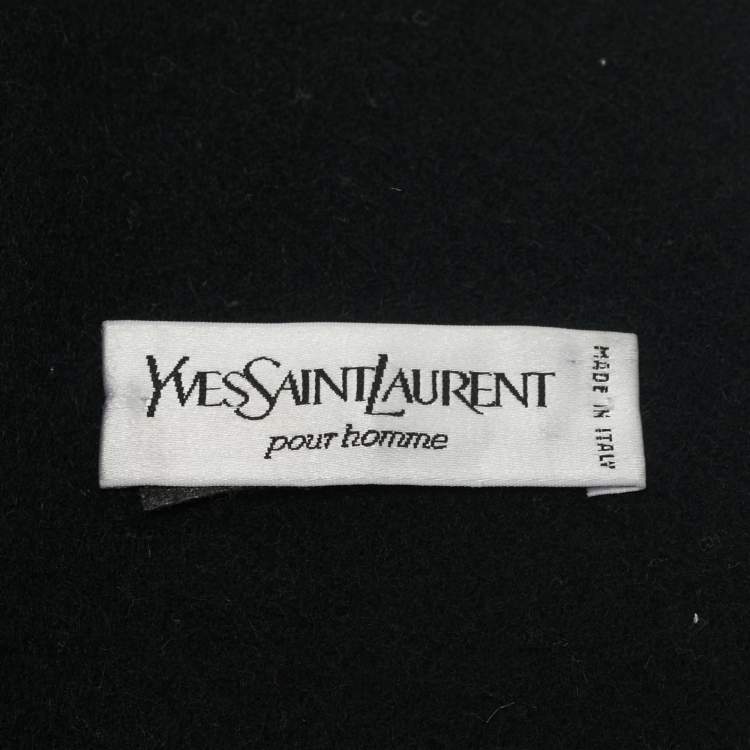 YVESSAINTLAURENT
pour homme
MADE IN ITALY